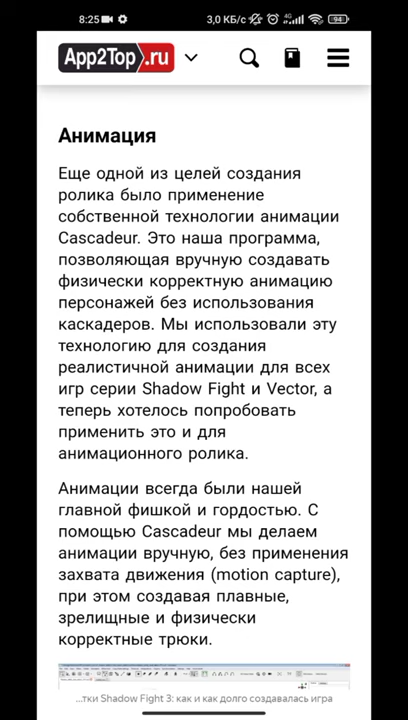 8:25
3,0 КБ/с
4G
94
App2Top.ru
Анимация
Еще одной из целей создания
ролика было применение
собственной технологии анимации
Cascadeur. Это наша программа,
позволяющая вручную создавать
физически корректную анимацию
персонажей без использования
каскадеров. Мы использовали эту
технологию для создания
реалистичной анимации для всех
игр серии Shadow Fight и Vector, а
теперь хотелось попробовать
применить это и для
анимационного ролика.
Анимации всегда были нашей
главной фишкой и гордостью. С
помощью Cascadeur мы делаем
анимации вручную, без применения
захвата движения (motion capture),
при этом создавая плавные,
зрелищные и физически
корректные трюки.
...тки Shadow Fight 3: как и как долго создавалась игра